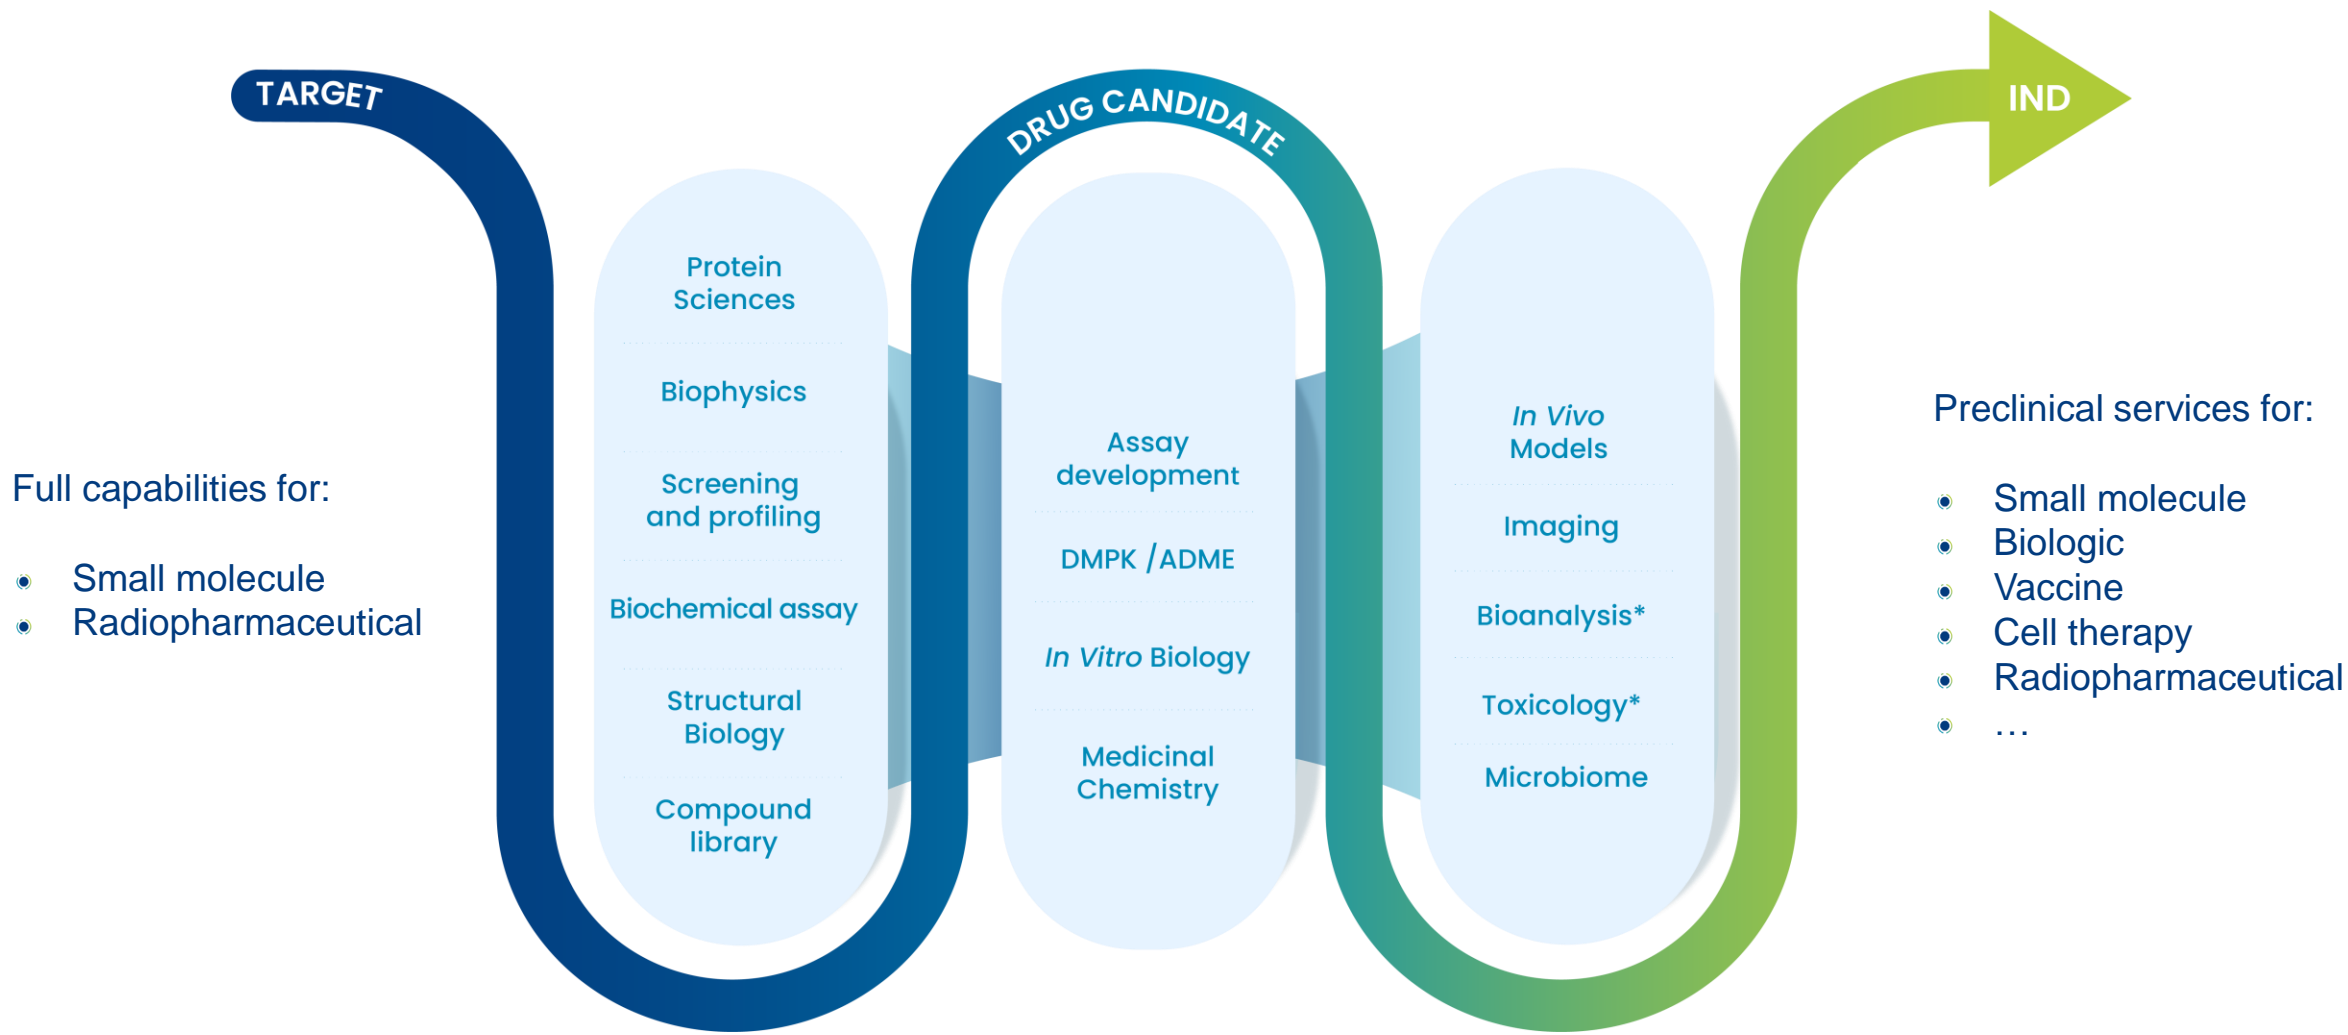 TARGET
DRUG CANDIDATE
IND
Full capabilities for:
Small molecule
Radiopharmaceutical
Protein
Sciences
Biophysics
Screening
and profiling
Biochemical assay
Structural
Biology
Compound
library
Assay
development
DMPK /ADME
In Vitro Biology
Medicinal
Chemistry
In Vivo
Models
Imaging
Bioanalysis*
Toxicology*
Microbiome
Preclinical services for:
Small molecule
Biologic
Vaccine
Cell therapy
Radiopharmaceutical
…